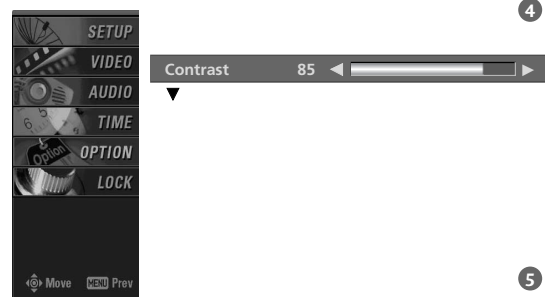 SETUP
VIDEO
AUDIO
TIME
OPTION
LOCK
Move MENU Prev
Contrast 85
4
5